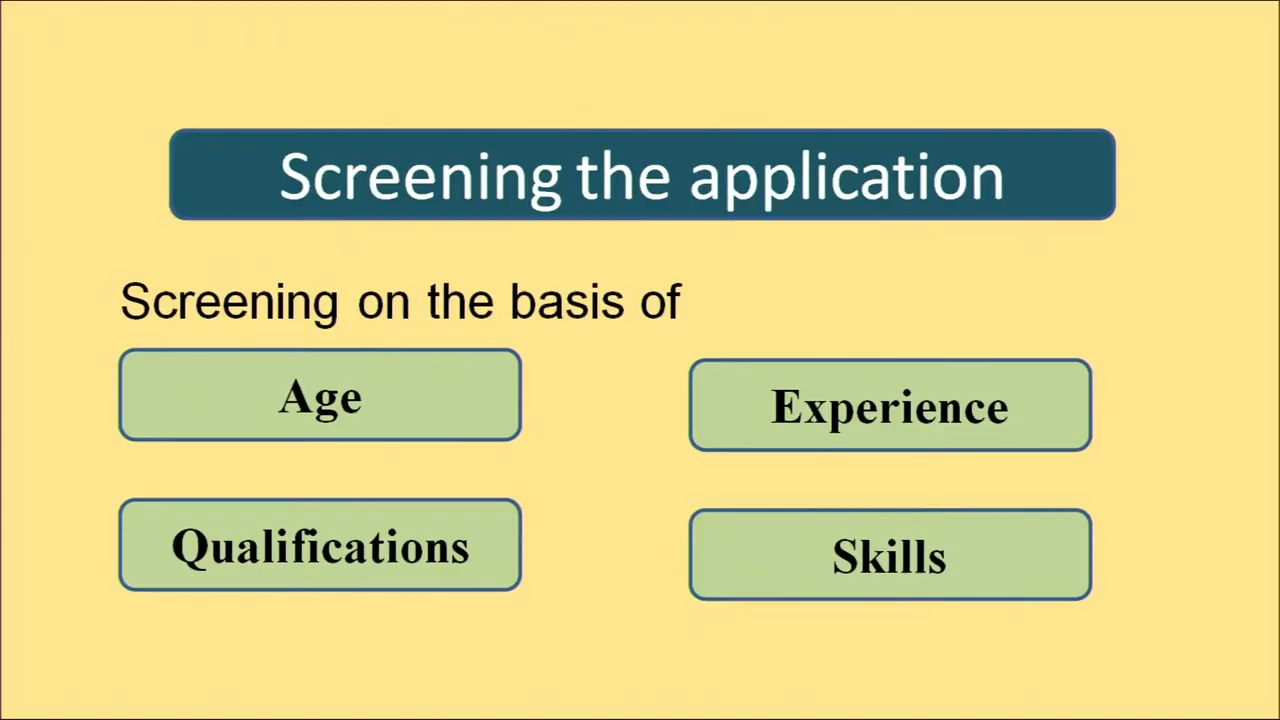 Screening the application
Screening on the basis of
Age
Experience
Qualifications
Skills